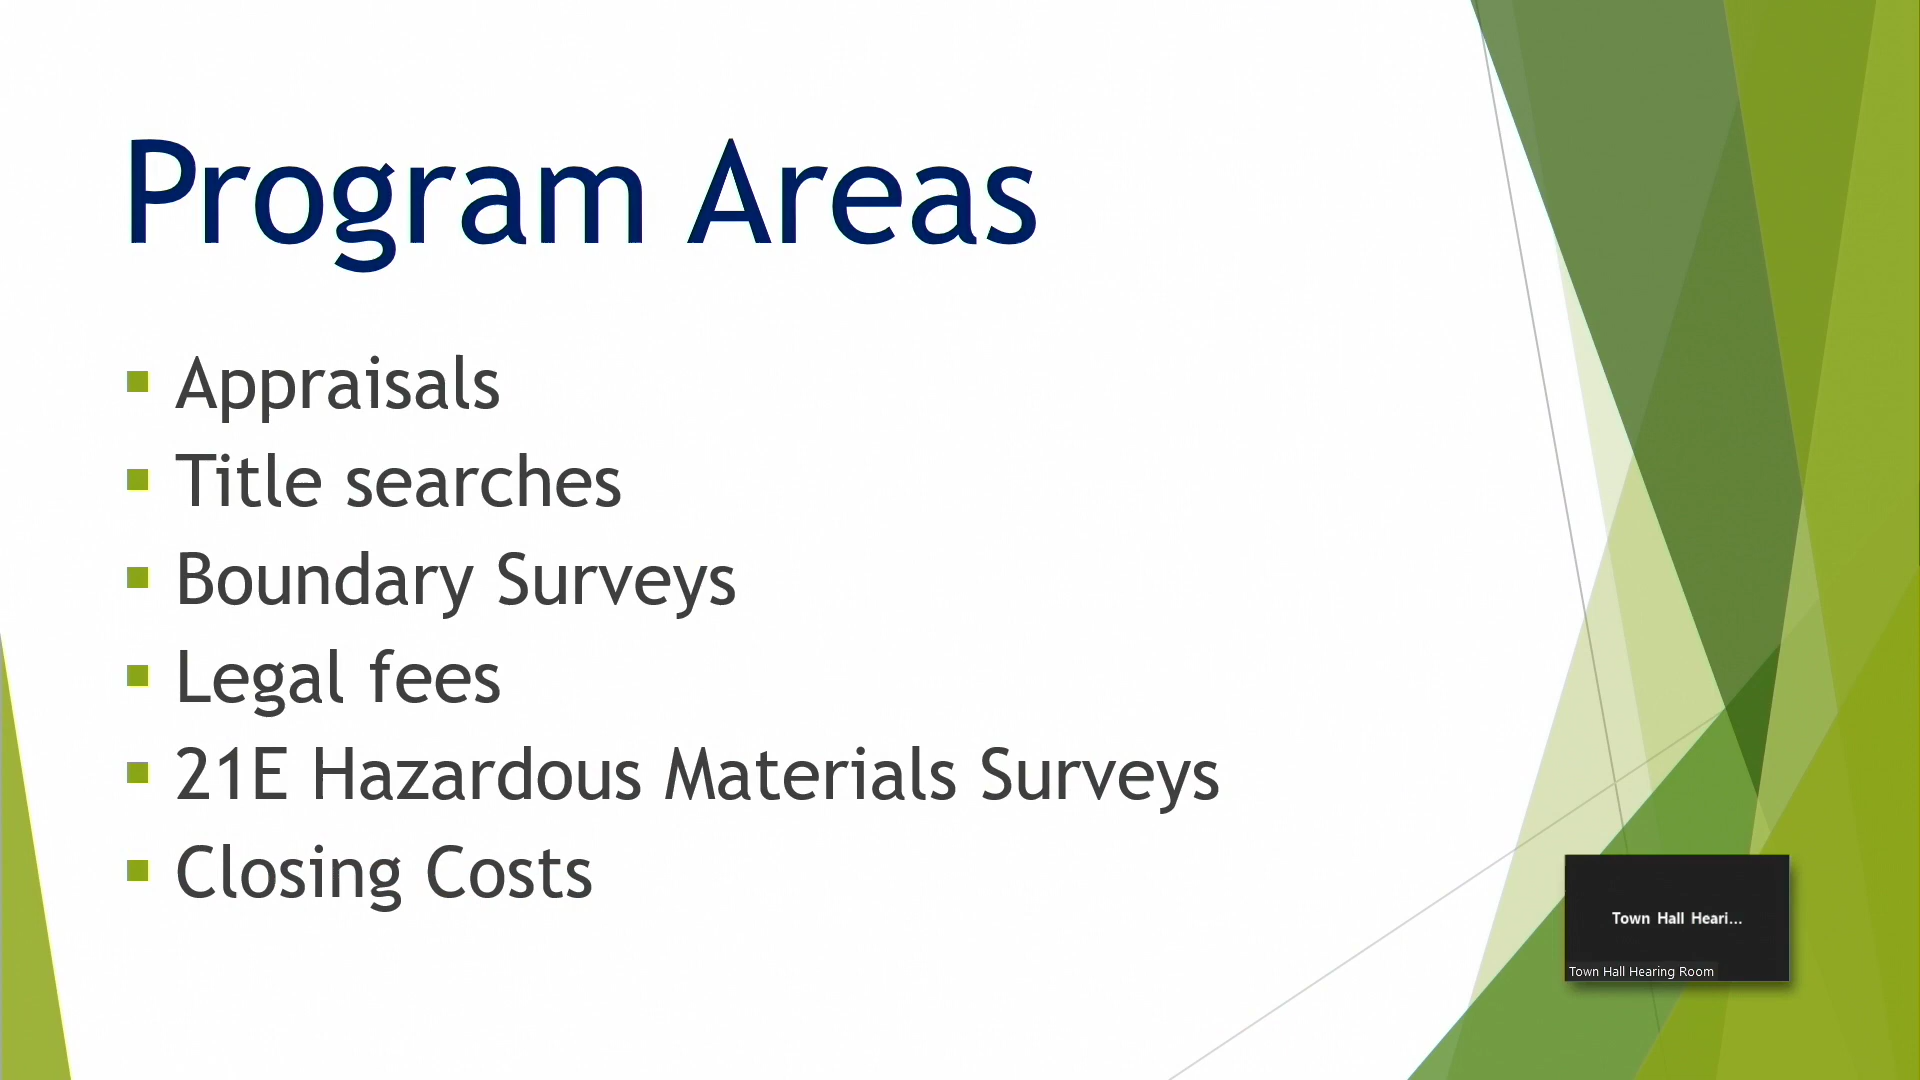 Program Areas
Appraisals
Title searches
Boundary Surveys
Legal fees
21E Hazardous Materials Surveys
Closing Costs
Town Hall Heari...
Town Hall Hearing Room